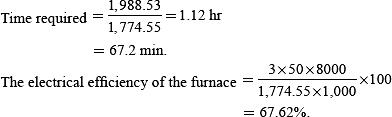 Time required = 1,988.53 / 1,774.55 = 1.12 hr
= 67.2 min.
The electrical efficiency of the furnace = 3×50×8000 / 1,774.55×1,000 ×100
= 67.62%.